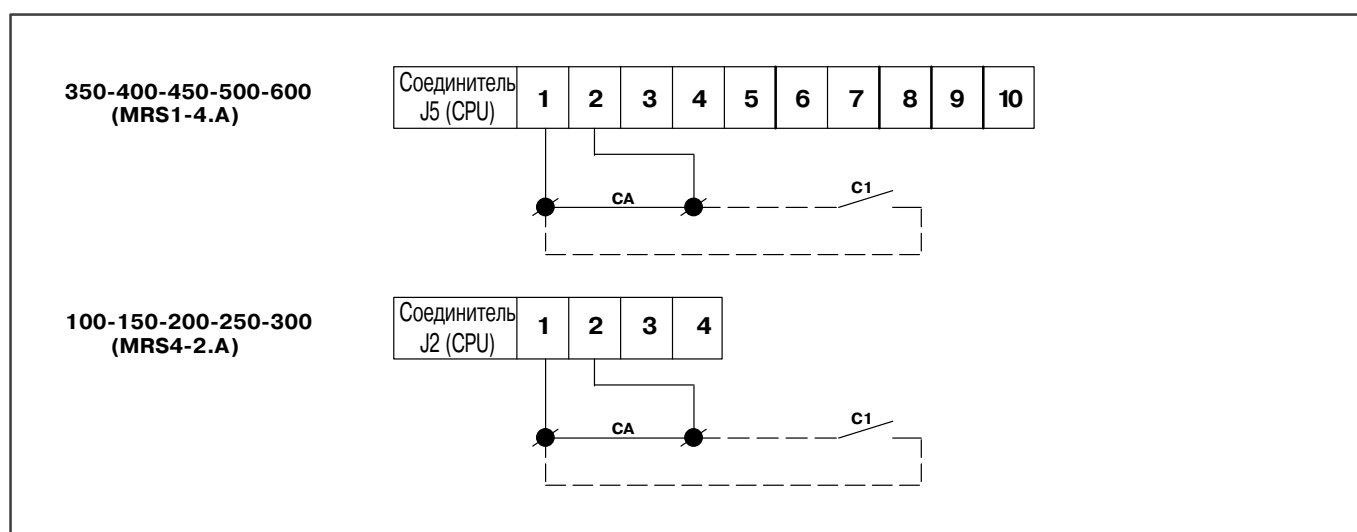 350-400-450-500-600
(MRS1-4.A)
Соединитель
J5 (CPU)
1 2 3 4 5 6 7 8 9 10
CA
C1
100-150-200-250-300
(MRS4-2.A)
Соединитель
J2 (CPU)
1 2 3 4
CA
C1